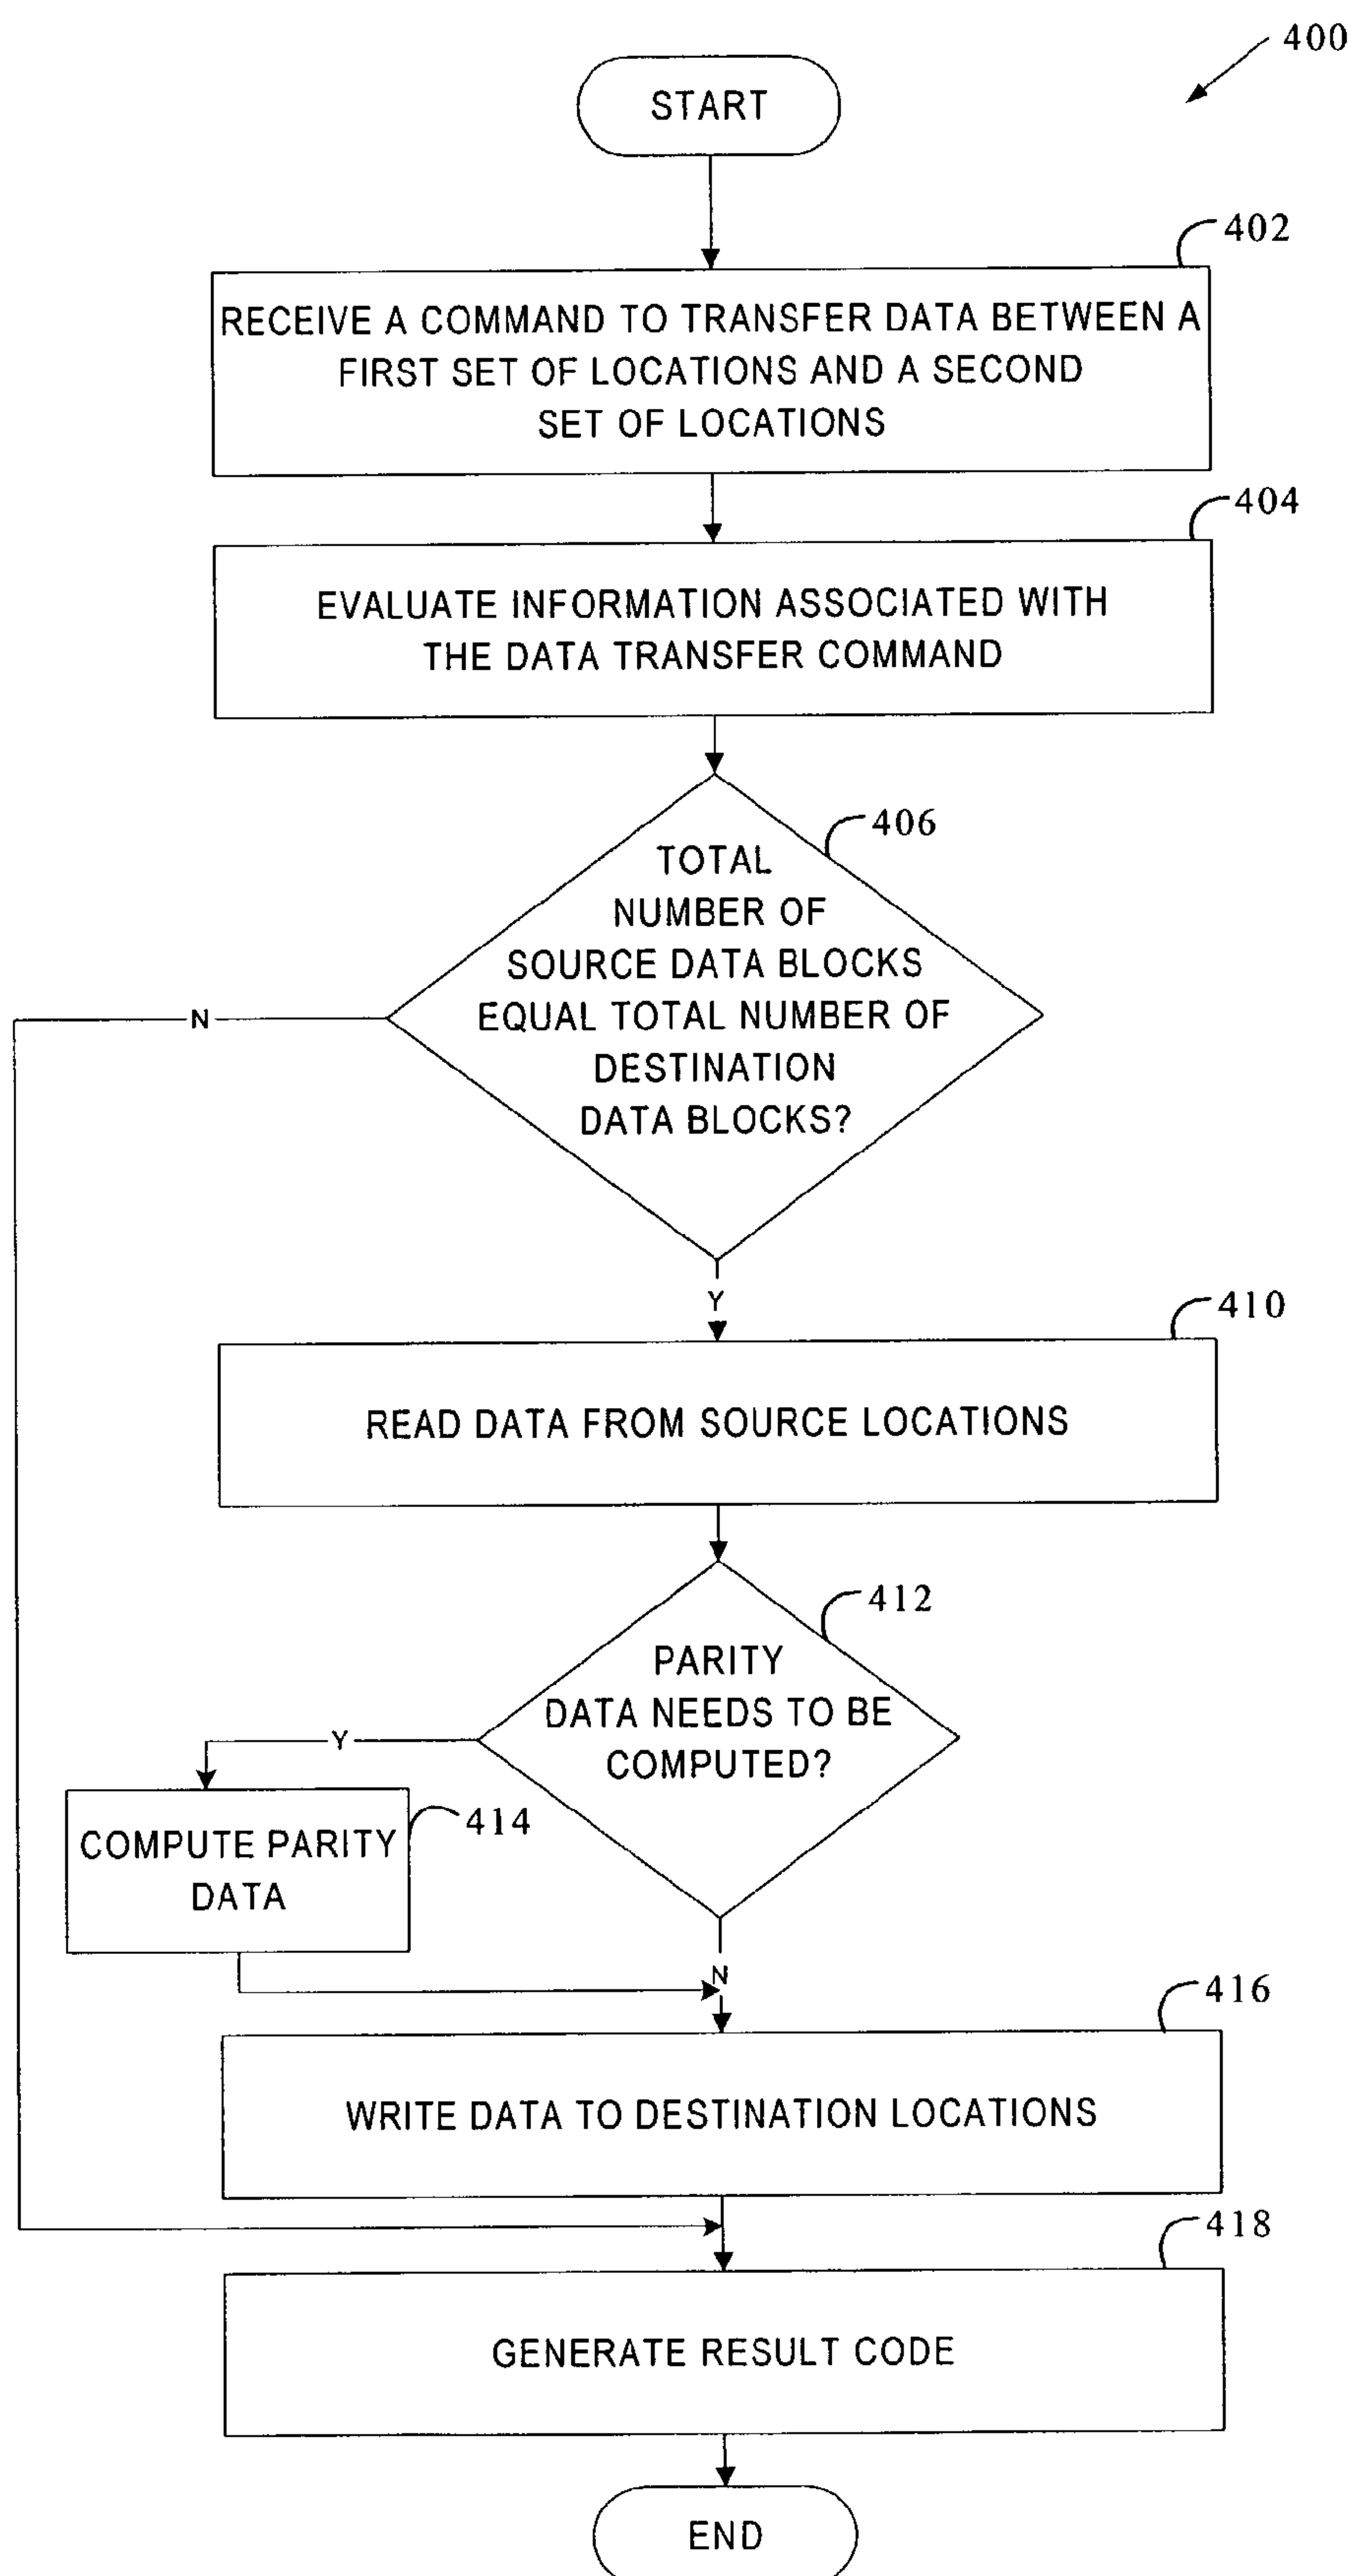 400
START
402
RECEIVE A COMMAND TO TRANSFER DATA BETWEEN A
FIRST SET OF LOCATIONS AND A SECOND
SET OF LOCATIONS
404
EVALUATE INFORMATION ASSOCIATED WITH
THE DATA TRANSFER COMMAND
406
TOTAL
NUMBER OF
SOURCE DATA BLOCKS
EQUAL TOTAL NUMBER OF
DESTINATION
DATA BLOCKS?
N
Y
410
READ DATA FROM SOURCE LOCATIONS
412
PARITY
DATA NEEDS TO BE
COMPUTED?
Y
414
COMPUTE PARITY
DATA
N
416
WRITE DATA TO DESTINATION LOCATIONS
418
GENERATE RESULT CODE
END